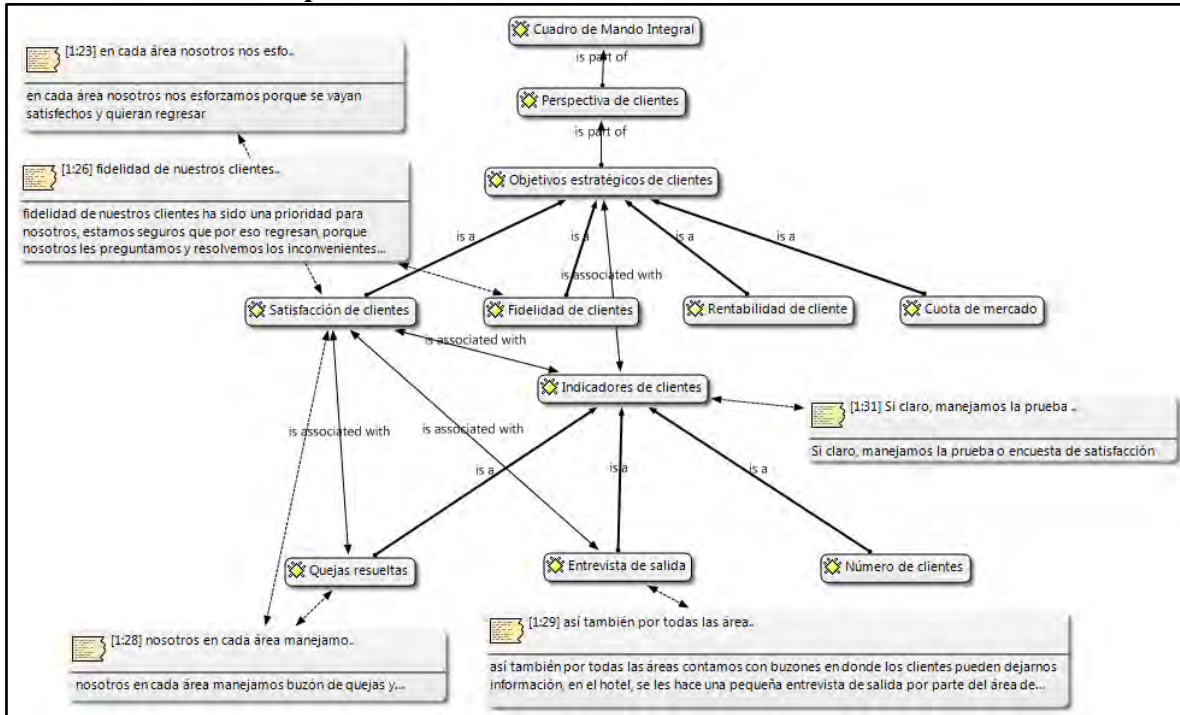 Cuadro de Mando Integral
is part of
Perspectiva de clientes
is part of
Objetivos estratégicos de clientes
[1:23] en cada área nosotros nos esfo..
en cada área nosotros nos esforzamos porque se vayan
satisfechos y quieran regresar
[1:26] fidelidad de nuestros clientes..
fidelidad de nuestros clientes ha sido una prioridad para
nosotros, estamos seguros que por eso regresan, porque
nosotros les preguntamos y resolvemos los inconvenientes...
is a
is a
is a
is a
is associated with
Satisfacción de clientes
Fidelidad de clientes
Rentabilidad de cliente
Cuota de mercado
is associated with
Indicadores de clientes
[1:31] Si claro, manejamos la prueba ..
Si claro, manejamos la prueba o encuesta de satisfacción
is associated with
is associated with
is a
is a
is a
Quejas resueltas
Entrevista de salida
Número de clientes
[1:28] nosotros en cada área manejamo..
nosotros en cada área manejamos buzón de quejas y...
[1:29] así también por todas las área..
así también por todas las áreas contamos con buzones en donde los clientes pueden dejarnos
información, en el hotel, se les hace una pequeña entrevista de salida por parte del área de...